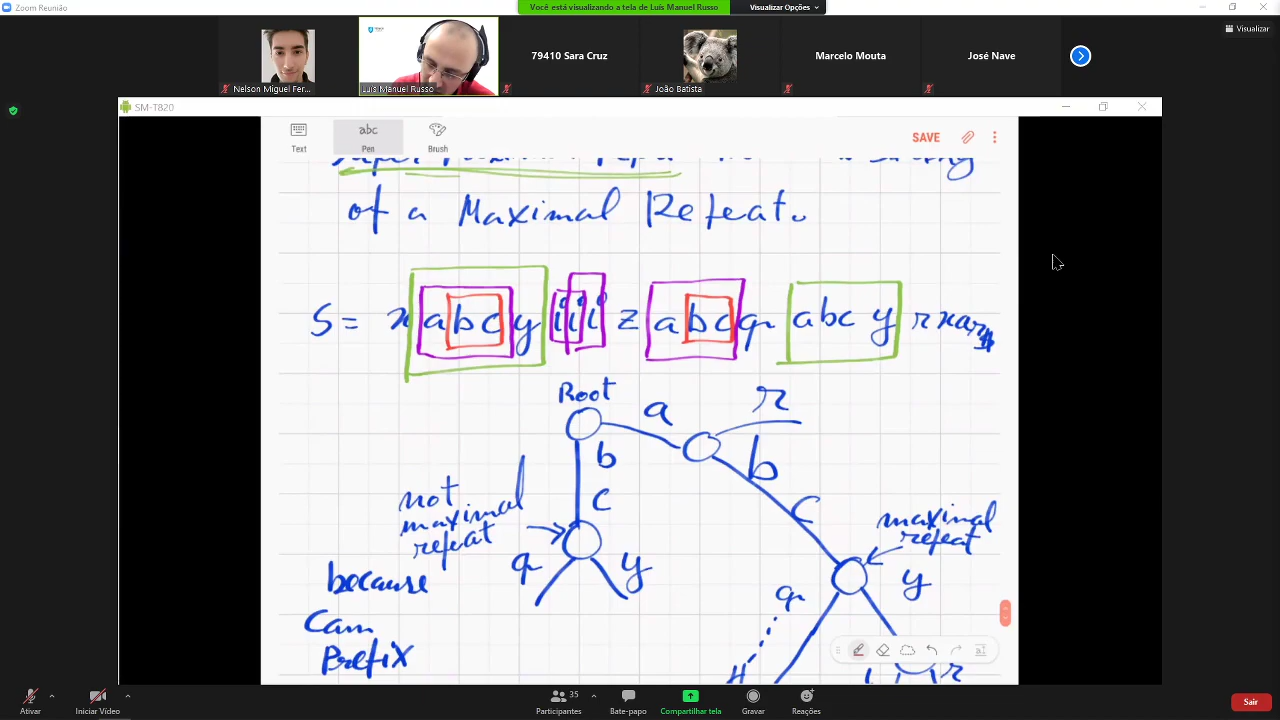 Zoom Reunião
Você está visualizando a tela de Luís Manuel Russo
Visualizar Opções
Visualizar
Nelson Miguel Fer...
Luís Manuel Russo
79410 Sara Cruz
João Batista
Marcelo Mouta
José Nave
SM-T820
Text
abc
Pen
Brush
SAVE
of a Maximal Repeat.
S = x abc y iii z abc q abc y r x a r $
Root
a
r
b
b
c
c
not
maximal
repeat
maximal
repeat
q
y
q
y
because
Can
Prefix
r
Ativar
Iniciar Vídeo
35
Participantes
Bate-papo
Compartilhar tela
Gravar
Reações
Sair